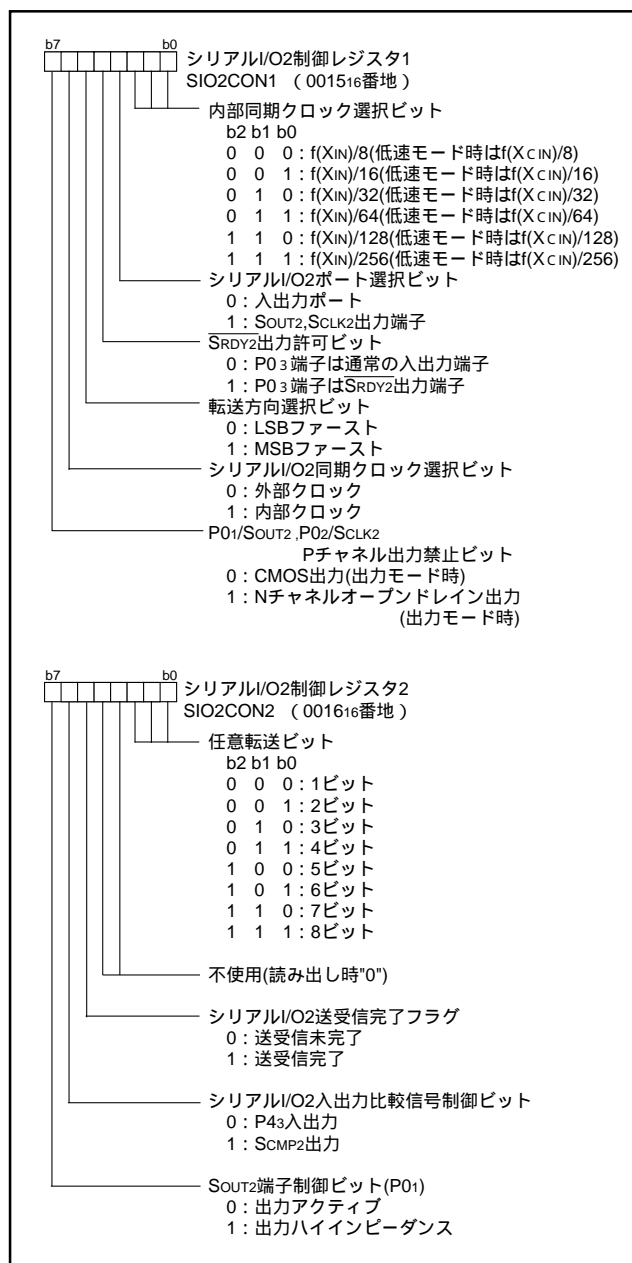 b7 b0
シリアルI/O2制御レジスタ1
SIO2CON1 （001516番地）
内部同期クロック選択ビット
b2 b1 b0
0 0 0：f(XIN)/8(低速モード時はf(XCIN)/8)
0 0 1：f(XIN)/16(低速モード時はf(XCIN)/16)
0 1 0：f(XIN)/32(低速モード時はf(XCIN)/32)
0 1 1：f(XIN)/64(低速モード時はf(XCIN)/64)
1 1 0：f(XIN)/128(低速モード時はf(XCIN)/128)
1 1 1：f(XIN)/256(低速モード時はf(XCIN)/256)
シリアルI/O2ポート選択ビット
0：入出力ポート
1：SOUT2,SCLK2出力端子
SRDY2出力許可ビット
0：P03端子は通常の入出力端子
1：P03端子はSRDY2出力端子
転送方向選択ビット
0：LSBファースト
1：MSBファースト
シリアルI/O2同期クロック選択ビット
0：外部クロック
1：内部クロック
P01/SOUT2 ,P02/SCLK2
Pチャネル出力禁止ビット
0：CMOS出力(出力モード時)
1：Nチャネルオープンドレイン出力
(出力モード時)
b7 b0
シリアルI/O2制御レジスタ2
SIO2CON2 （001616番地）
任意転送ビット
b2 b1 b0
0 0 0：1ビット
0 0 1：2ビット
0 1 0：3ビット
0 1 1：4ビット
1 0 0：5ビット
1 0 1：6ビット
1 1 0：7ビット
1 1 1：8ビット
不使用(読み出し時"0")
シリアルI/O2送受信完了フラグ
0：送受信未完了
1：送受信完了
シリアルI/O2入出力比較信号制御ビット
0：P43入出力
1：SCMP2出力
SOUT2端子制御ビット(P01)
0：出力アクティブ
1：出力ハイインピーダンス